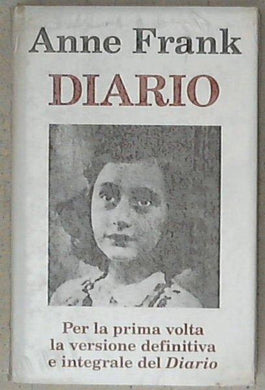 Anne Frank
DIARIO
Per la prima volta
la versione definitiva
e integrale del Diario